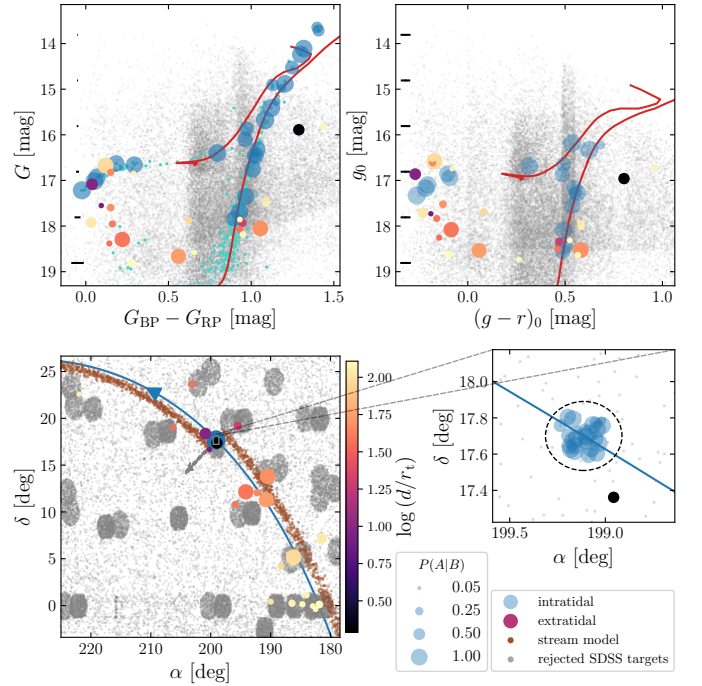 14
15
16
17
18
19
G [mag]
0.0 0.5 1.0 1.5
G_BP − G_RP [mag]
14
15
16
17
18
19
g_0 [mag]
0.0 0.5 1.0
(g − r)_0 [mag]
25
20
15
10
5
0
δ [deg]
220 210 200 190 180
α [deg]
2.00
1.75
1.50
1.25
1.00
0.75
0.50
log (d/r_t)
18.0
17.8
17.6
17.4
δ [deg]
199.5 199.0
α [deg]
P(A|B)
0.05
0.25
0.50
1.00
intratidal
extratidal
stream model
rejected SDSS targets